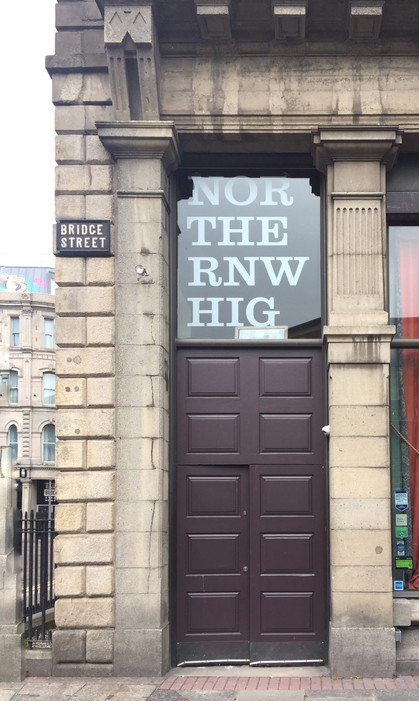 BRIDGE
STREET
NOR
THE
RNW
HIG